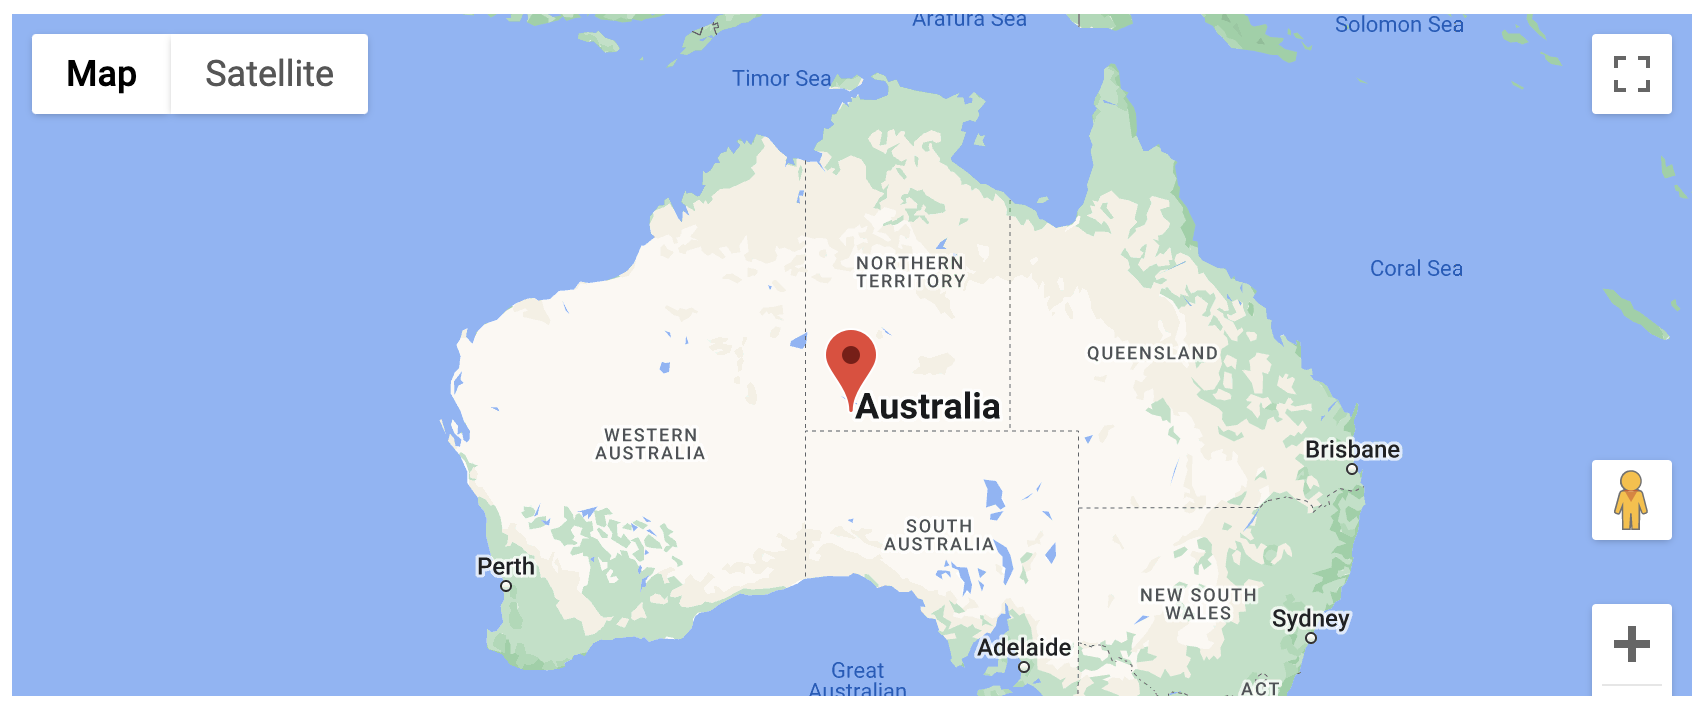 Arafura Sea
Solomon Sea
Map
Satellite
Timor Sea
NORTHERN
TERRITORY
Coral Sea
QUEENSLAND
Australia
WESTERN
AUSTRALIA
Brisbane
SOUTH
AUSTRALIA
Perth
NEW SOUTH
WALES
Sydney
Adelaide
Great
Australian
ACT